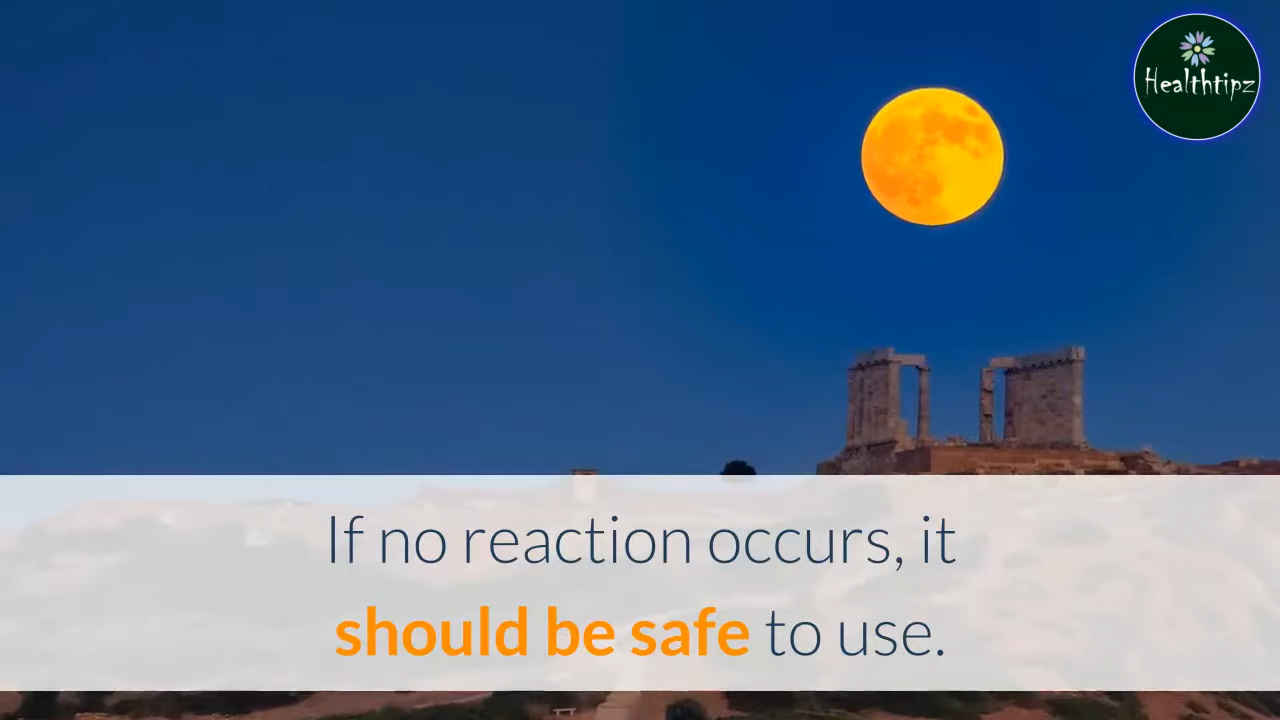 Healthtipz
If no reaction occurs, it
should be safe to use.